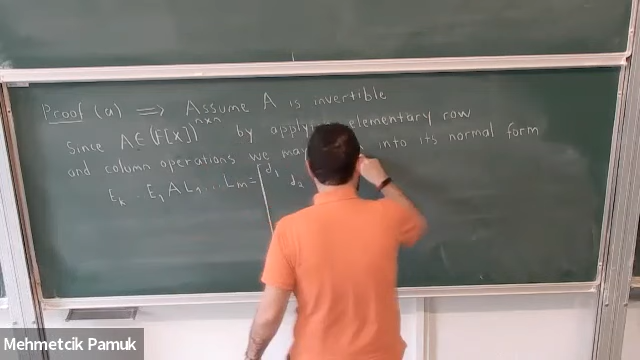 Proof (a) ⟹ Assume A is invertible
Since A∈(F[X])^{n×n} by elementary row
and column operations we may into its normal form
E_k ... E_1 A L_1 ... L_m = [ d_1
d_2
Mehmetcik Pamuk